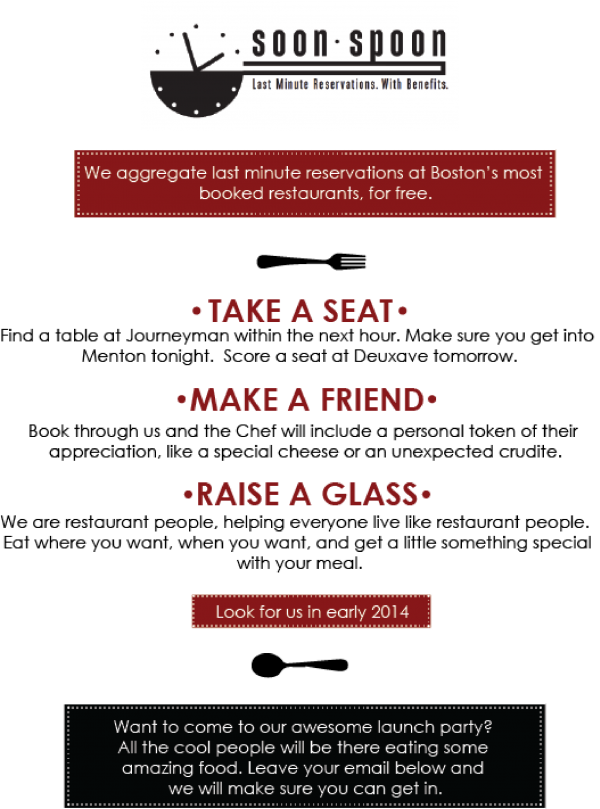 soon·spoon
Last Minute Reservations. With Benefits.
We aggregate last minute reservations at Boston's most
booked restaurants, for free.
•TAKE A SEAT•
Find a table at Journeyman within the next hour. Make sure you get into
Menton tonight.  Score a seat at Deuxave tomorrow.
•MAKE A FRIEND•
Book through us and the Chef will include a personal token of their
appreciation, like a special cheese or an unexpected crudite.
•RAISE A GLASS•
We are restaurant people, helping everyone live like restaurant people.
Eat where you want, when you want, and get a little something special
with your meal.
Look for us in early 2014
Want to come to our awesome launch party?
All the cool people will be there eating some
amazing food. Leave your email below and
we will make sure you can get in.